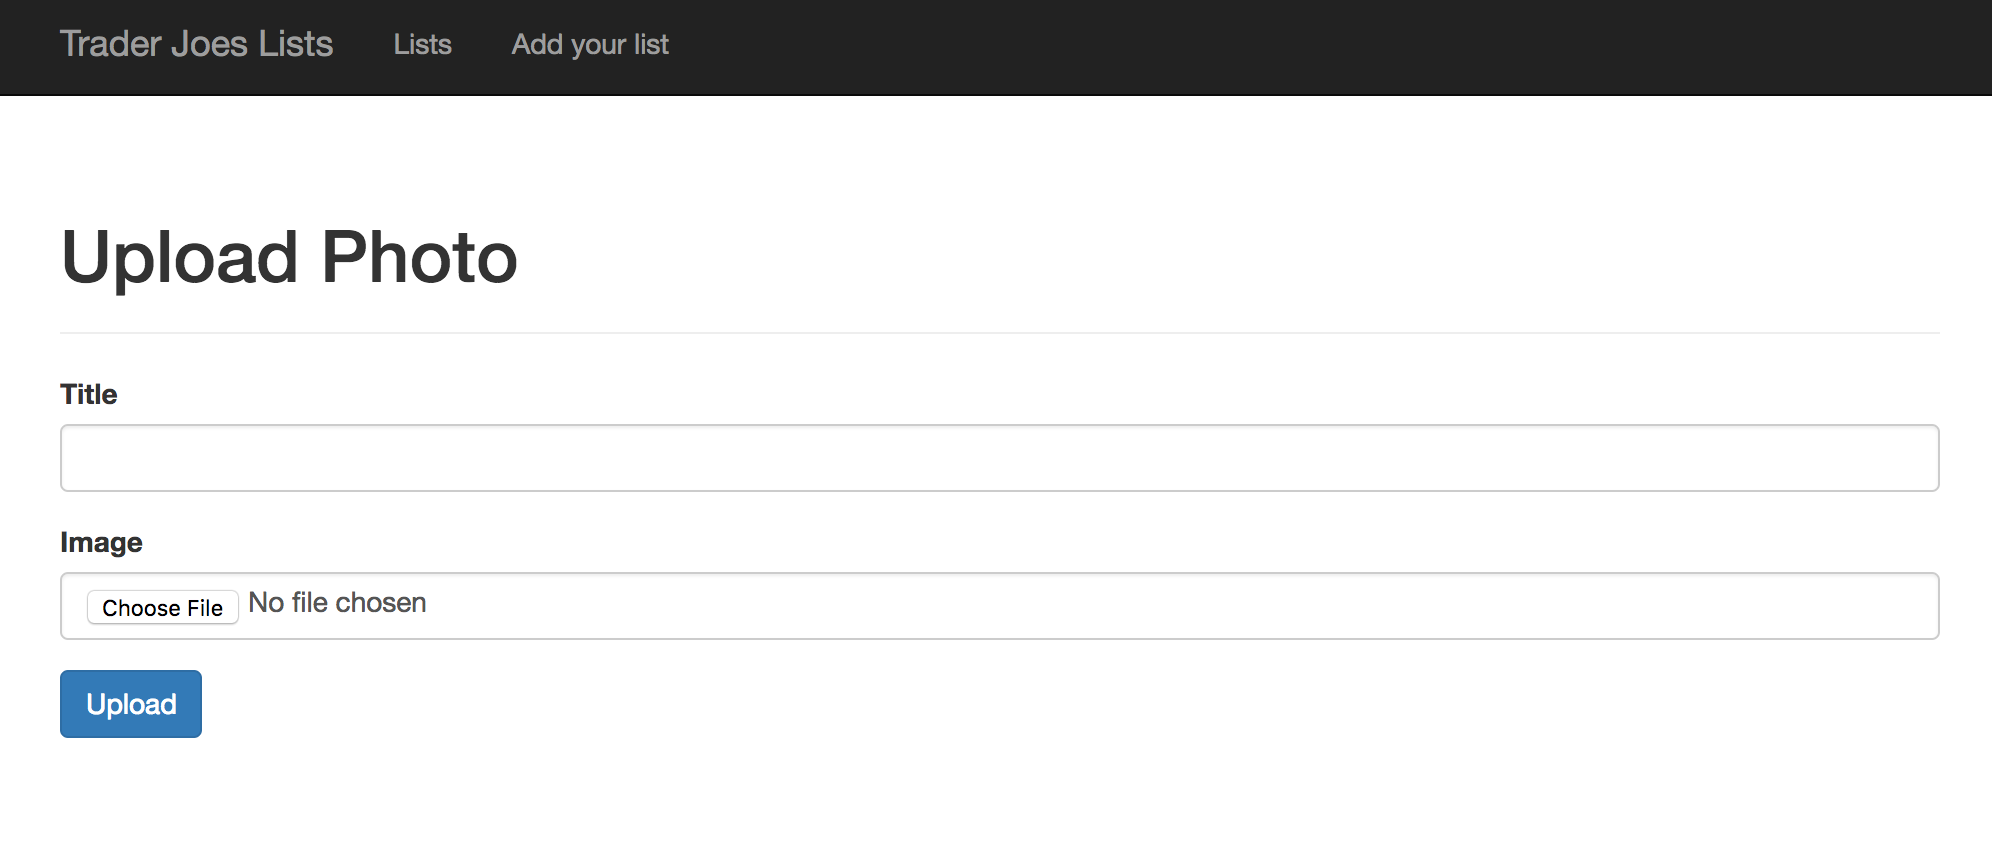 Trader Joes Lists Lists Add your list
Upload Photo
Title
Image
Choose File No file chosen
Upload